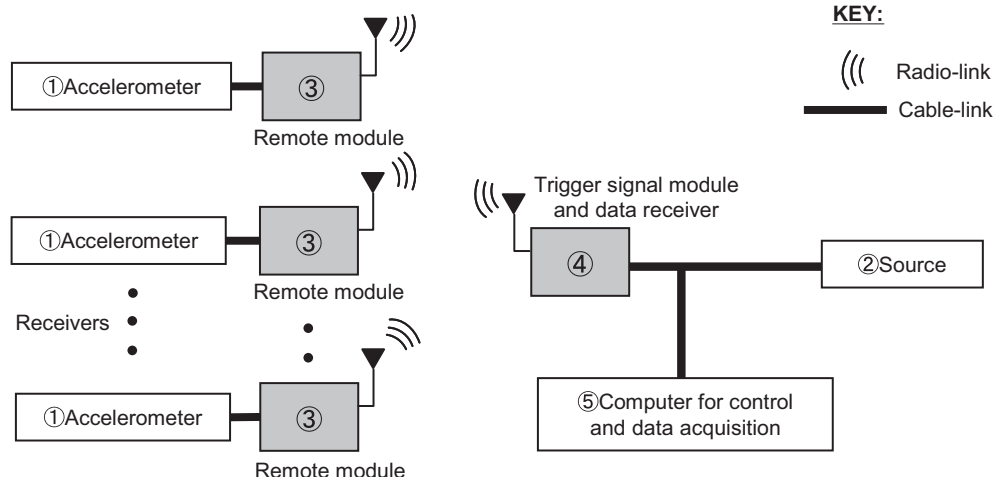 KEY:
Radio-link
Cable-link
①Accelerometer
③
Remote module
①Accelerometer
③
Remote module
Receivers
①Accelerometer
③
Remote module
Trigger signal module
and data receiver
④
②Source
⑤Computer for control
and data acquisition